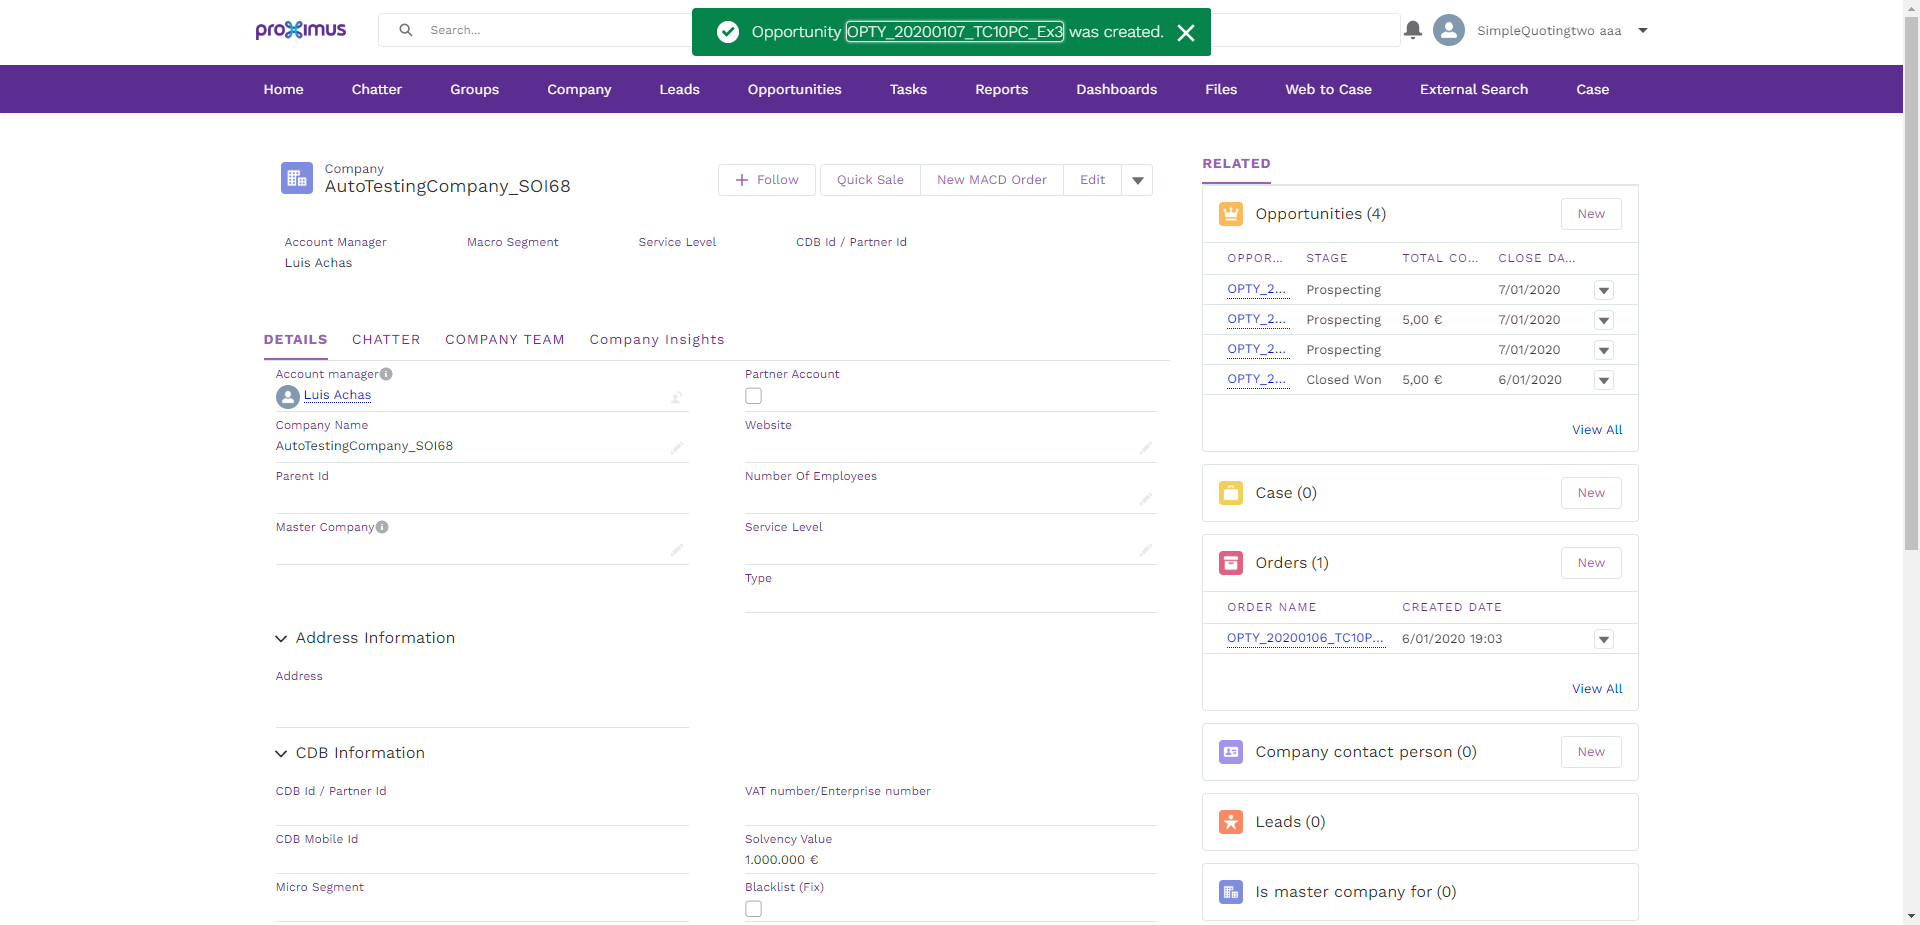 proximus
Search...
Opportunity OPTY_20200107_TC10PC_Ex3 was created.
SimpleQuotingtwo aaa
Home Chatter Groups Company Leads Opportunities Tasks Reports Dashboards Files Web to Case External Search Case
Company
AutoTestingCompany_SOI68
Follow Quick Sale New MACD Order Edit
Account Manager Macro Segment Service Level CDB Id / Partner Id
Luis Achas
DETAILS CHATTER COMPANY TEAM Company Insights
Account manager Partner Account
Luis Achas
Company Name Website
AutoTestingCompany_SOI68
Parent Id Number Of Employees
Master Company Service Level
Type
Address Information
Address
CDB Information
CDB Id / Partner Id VAT number/Enterprise number
CDB Mobile Id Solvency Value
1.000.000 €
Micro Segment Blacklist (Fix)
RELATED
Opportunities (4) New
OPPOR... STAGE TOTAL CO... CLOSE DA...
OPTY_2... Prospecting 7/01/2020
OPTY_2... Prospecting 5,00 € 7/01/2020
OPTY_2... Prospecting 7/01/2020
OPTY_2... Closed Won 5,00 € 6/01/2020
View All
Case (0) New
Orders (1) New
ORDER NAME CREATED DATE
OPTY_20200106_TC10P... 6/01/2020 19:03
View All
Company contact person (0) New
Leads (0)
Is master company for (0)